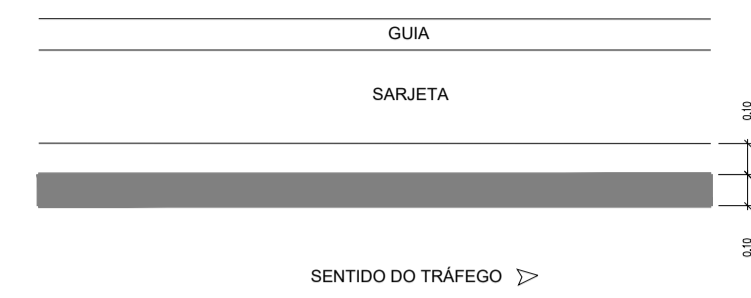 GUIA
SARJETA
0.10
0.10
SENTIDO DO TRÁFEGO